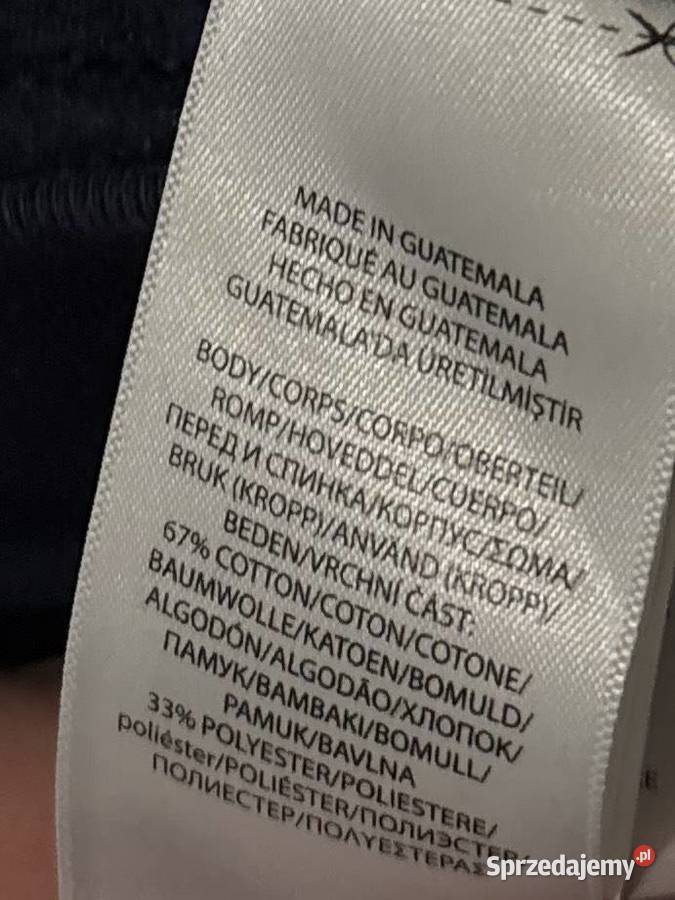 MADE IN GUATEMALA
FABRIQUÉ AU GUATEMALA
HECHO EN GUATEMALA
GUATEMALA'DA ÜRETILMIŞTIR
BODY/CORPS/CORPO/OBERTEIL/
ROMP/HOVEDDEL/CUERPO/
ПЕРЕД И СПИНКА/КОРПУС/ΣΩΜΑ/
BRUK (KROPP)/ANVÄND (KROPP)/
BEDEN/VRCHNÍ ČÁST:
67% COTTON/COTON/COTONE/
BAUMWOLLE/KATOEN/BOMULD/
ALGODÓN/ALGODÃO/ХЛОПОК/
ПАМУК/BAMBAKI/BOMULL/
PAMUK/BAVLNA
33% POLYESTER/POLIESTERE/
poliéster/POLIÉSTER/ПОЛИЭСТЕР/
ПОЛИЕСТЕР/ΠΟΛΥΕΣΤΕΡΑΣ
Sprzedajemy.pl